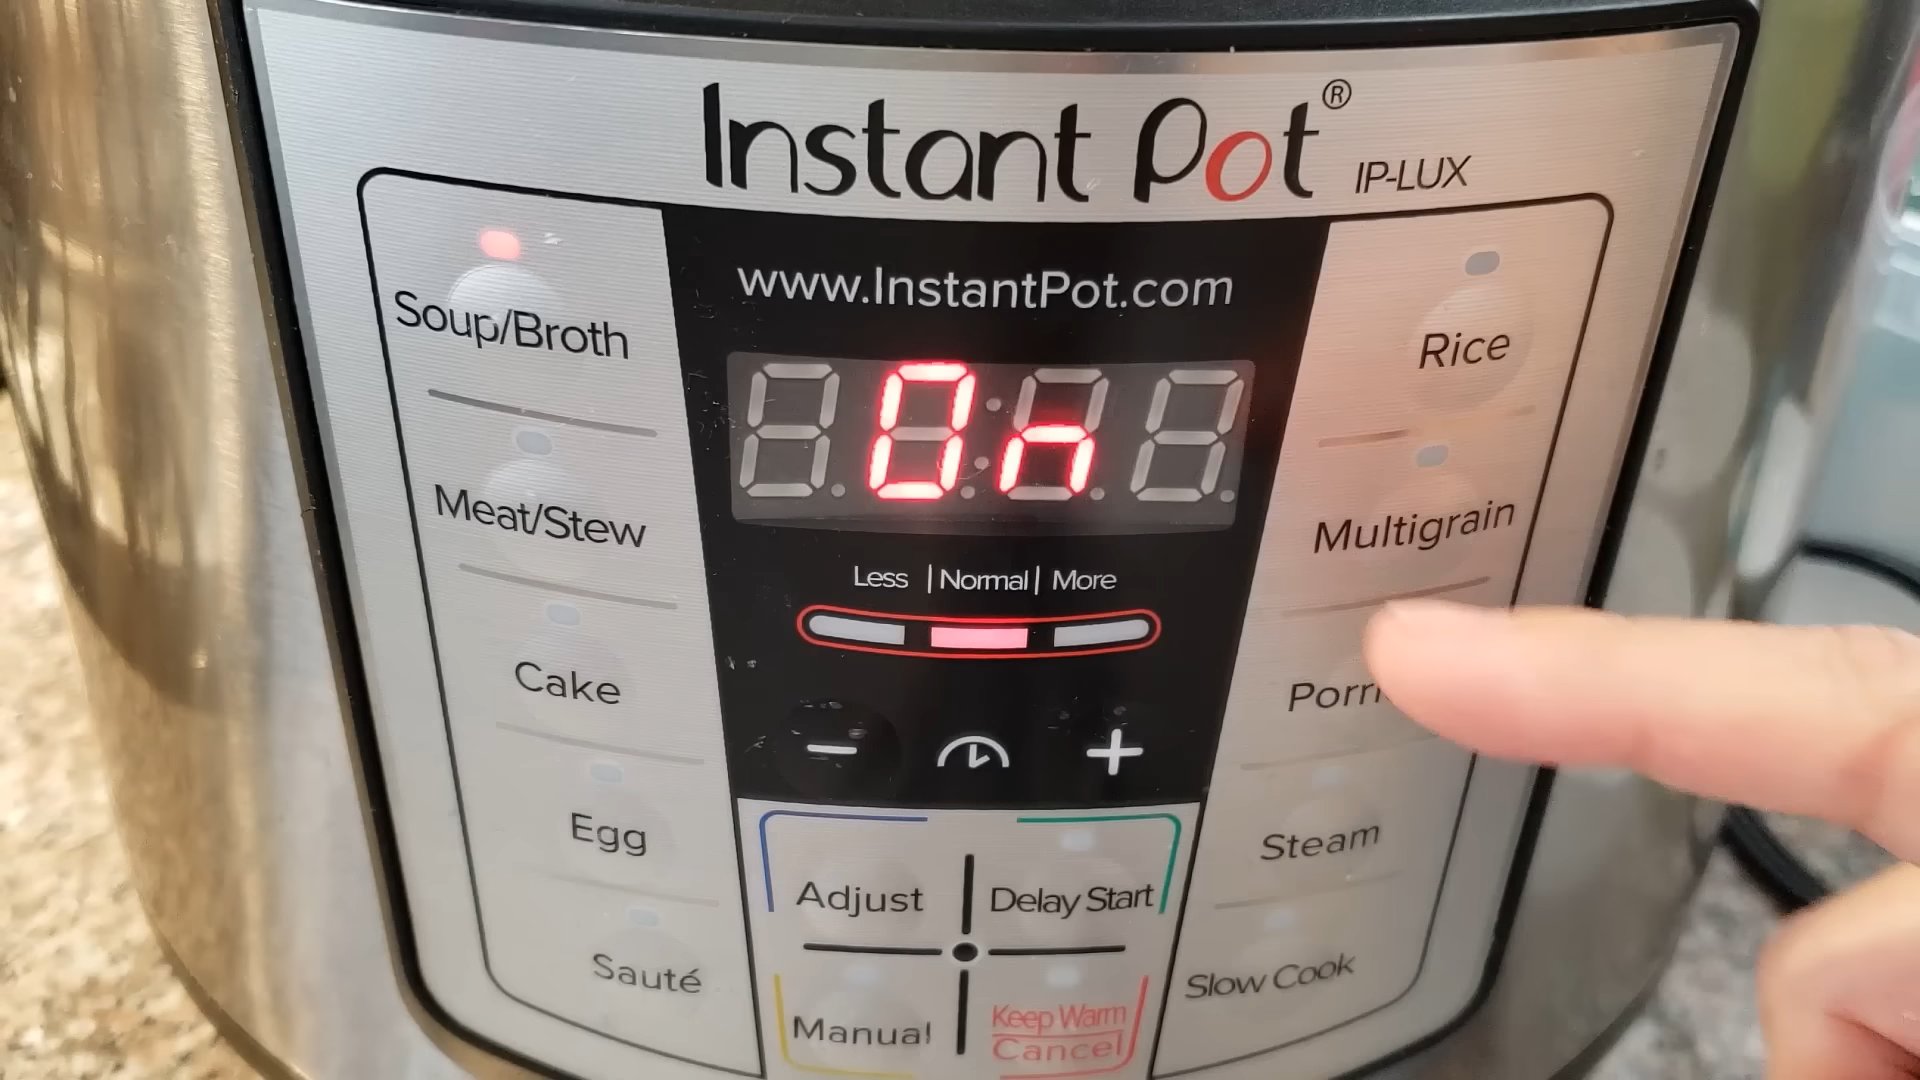 Instant Pot® IP-LUX
www.InstantPot.com
Soup/Broth
Meat/Stew
Cake
Egg
Sauté
On
Less | Normal | More
− +
Adjust
Delay Start
Manual
Keep Warm
Cancel
Rice
Multigrain
Steam
Slow Cook